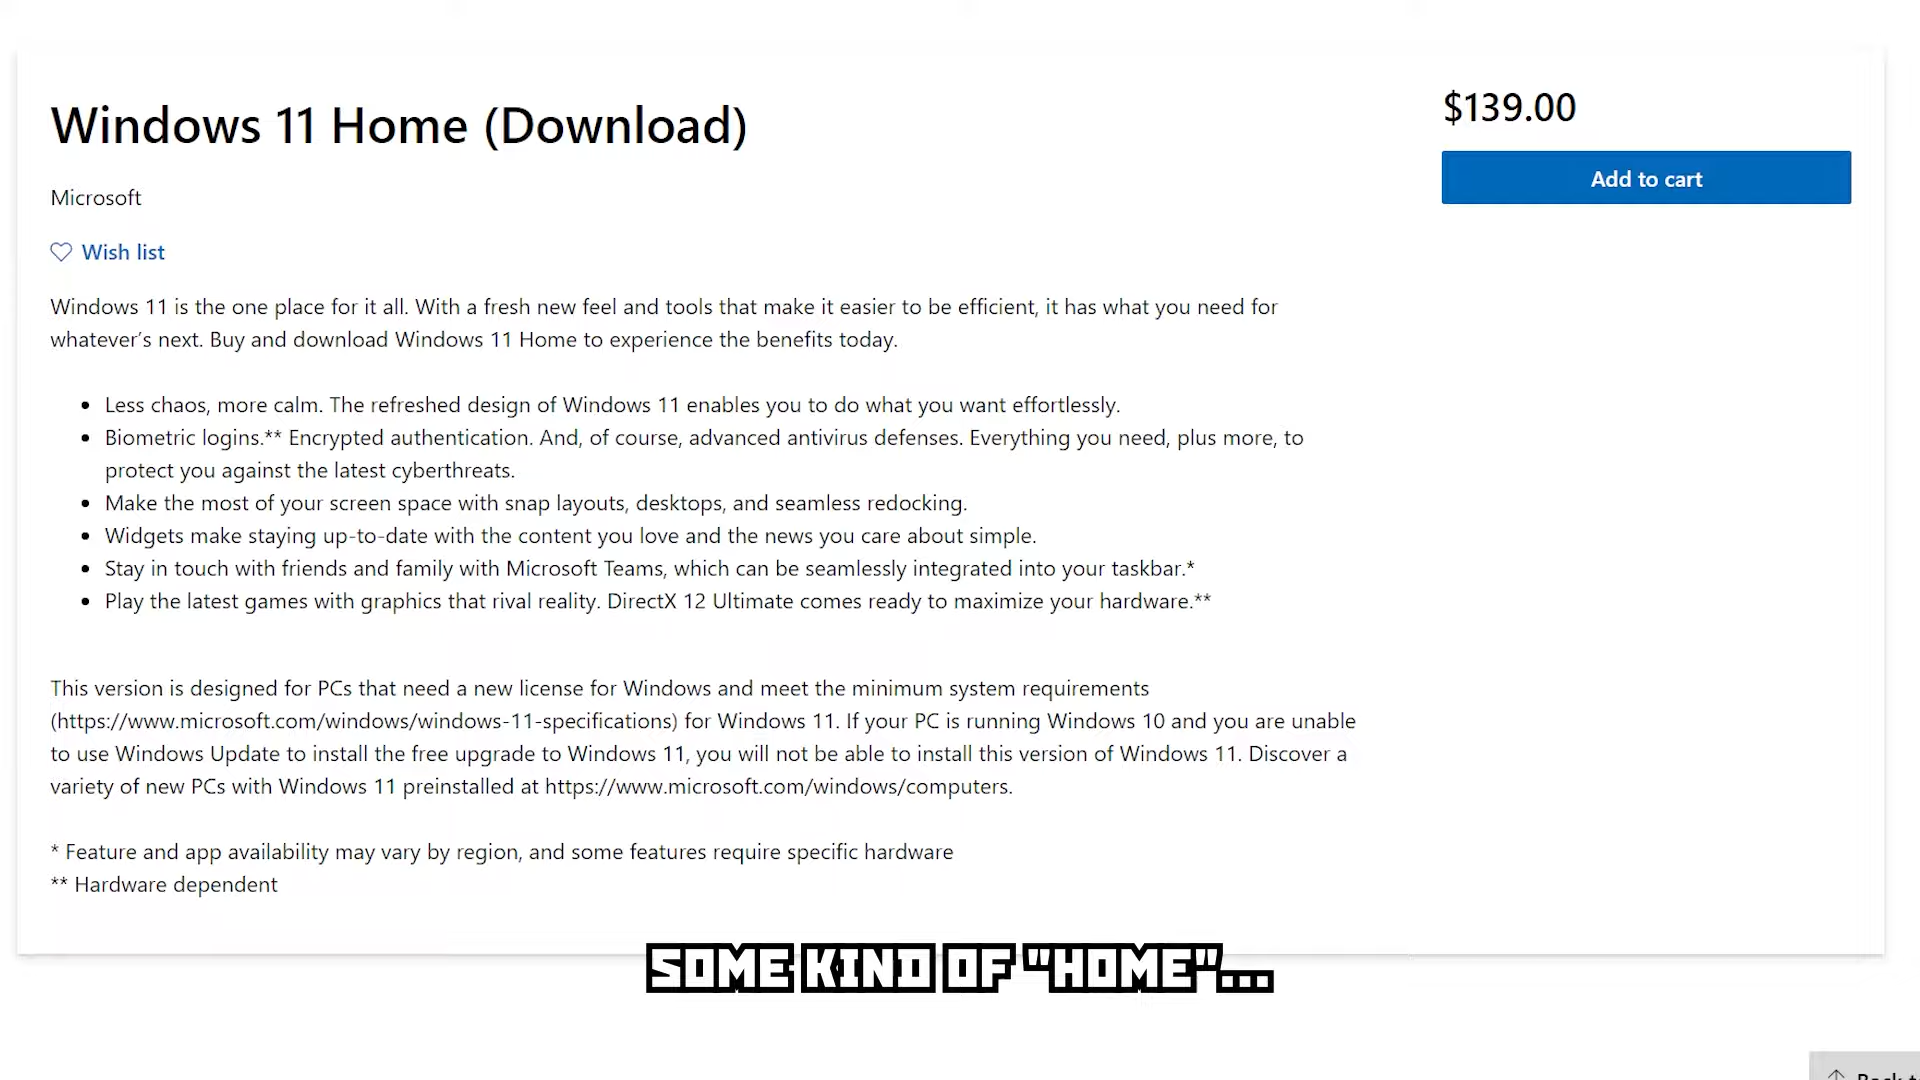 Windows 11 Home (Download)
$139.00
Add to cart
Microsoft
Wish list
Windows 11 is the one place for it all. With a fresh new feel and tools that make it easier to be efficient, it has what you need for
whatever’s next. Buy and download Windows 11 Home to experience the benefits today.
• Less chaos, more calm. The refreshed design of Windows 11 enables you to do what you want effortlessly.
• Biometric logins.** Encrypted authentication. And, of course, advanced antivirus defenses. Everything you need, plus more, to
protect you against the latest cyberthreats.
• Make the most of your screen space with snap layouts, desktops, and seamless redocking.
• Widgets make staying up-to-date with the content you love and the news you care about simple.
• Stay in touch with friends and family with Microsoft Teams, which can be seamlessly integrated into your taskbar.*
• Play the latest games with graphics that rival reality. DirectX 12 Ultimate comes ready to maximize your hardware.**
This version is designed for PCs that need a new license for Windows and meet the minimum system requirements
(https://www.microsoft.com/windows/windows-11-specifications) for Windows 11. If your PC is running Windows 10 and you are unable
to use Windows Update to install the free upgrade to Windows 11, you will not be able to install this version of Windows 11. Discover a
variety of new PCs with Windows 11 preinstalled at https://www.microsoft.com/windows/computers.
* Feature and app availability may vary by region, and some features require specific hardware
** Hardware dependent
SOME KIND OF "HOME"...